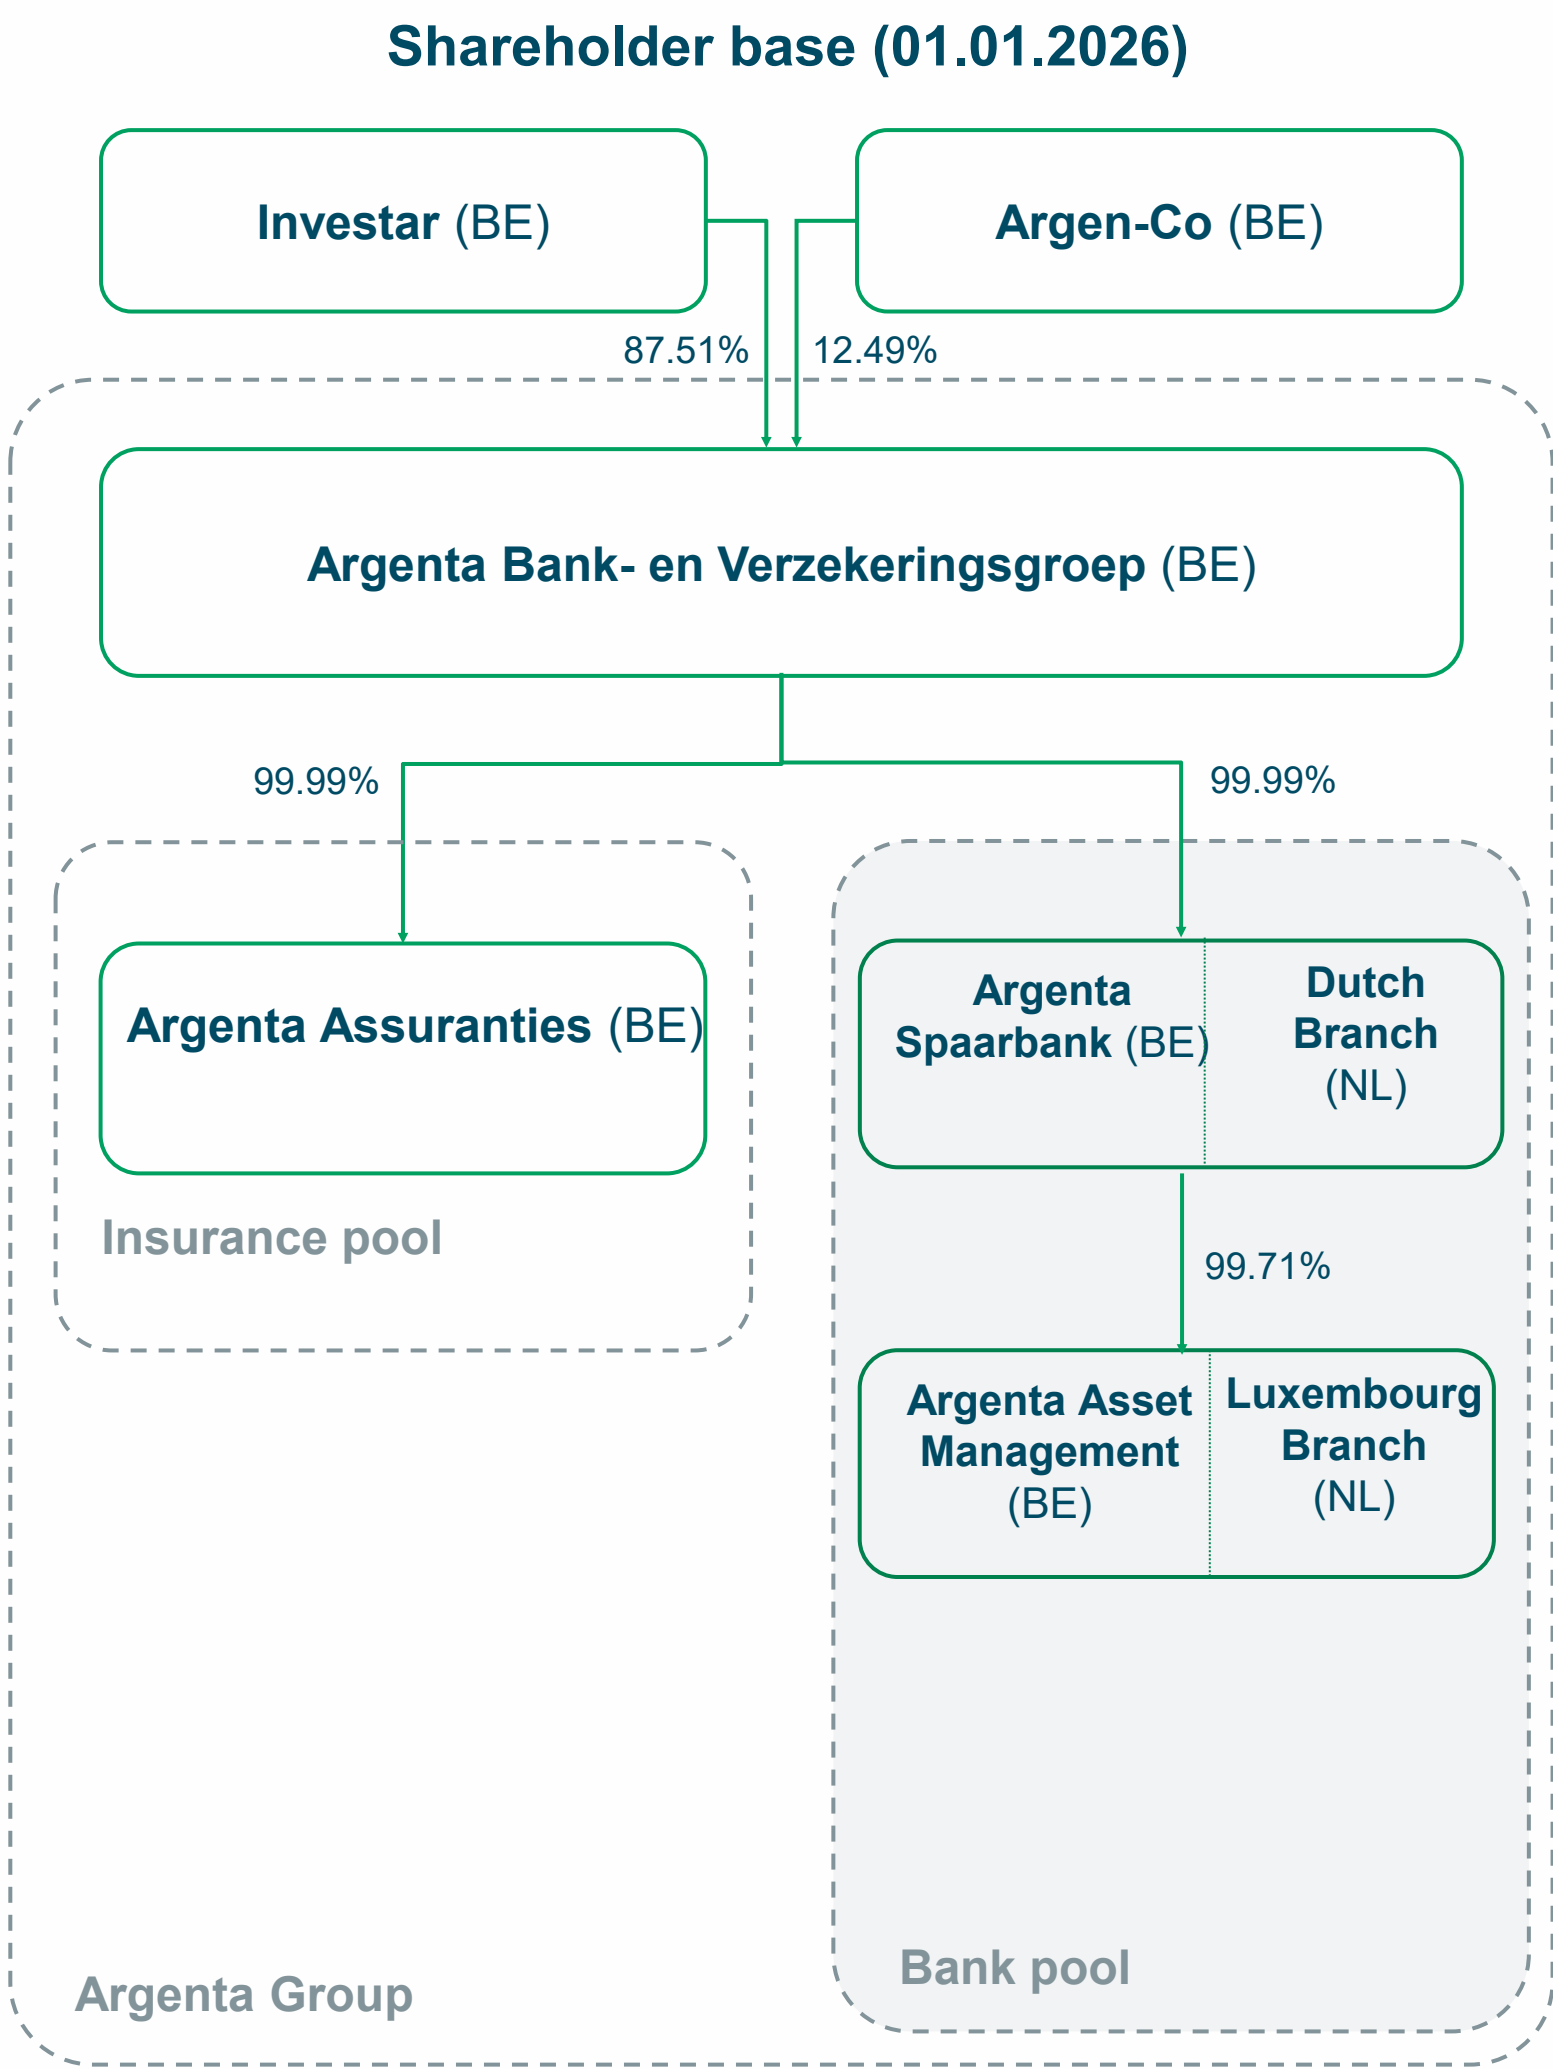 Shareholder base (01.01.2026)
Investar (BE)
Argen-Co (BE)
87.51%
12.49%
Argenta Bank- en Verzekeringsgroep (BE)
99.99%
99.99%
Argenta Assuranties (BE)
Insurance pool
Argenta
Spaarbank (BE)
Dutch
Branch
(NL)
99.71%
Argenta Asset
Management
(BE)
Luxembourg
Branch
(NL)
Bank pool
Argenta Group